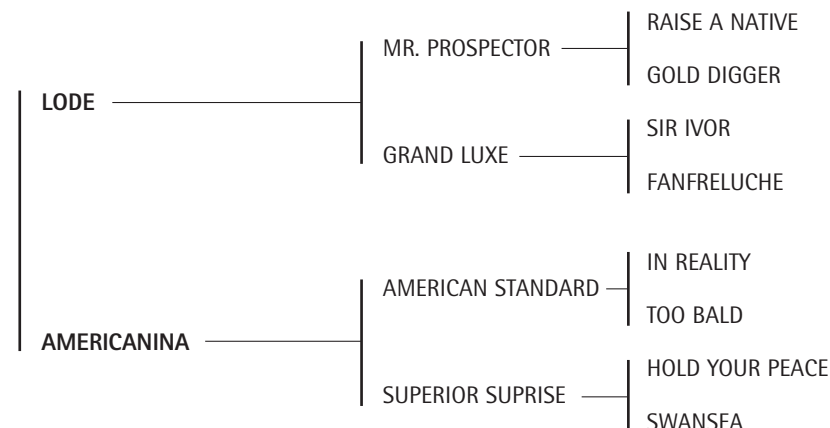 RAISE A NATIVE
MR. PROSPECTOR
GOLD DIGGER
LODE
SIR IVOR
GRAND LUXE
FANFRELUCHE
IN REALITY
AMERICAN STANDARD
TOO BALD
AMERICANINA
HOLD YOUR PEACE
SUPERIOR SUPRISE
SWANSEA